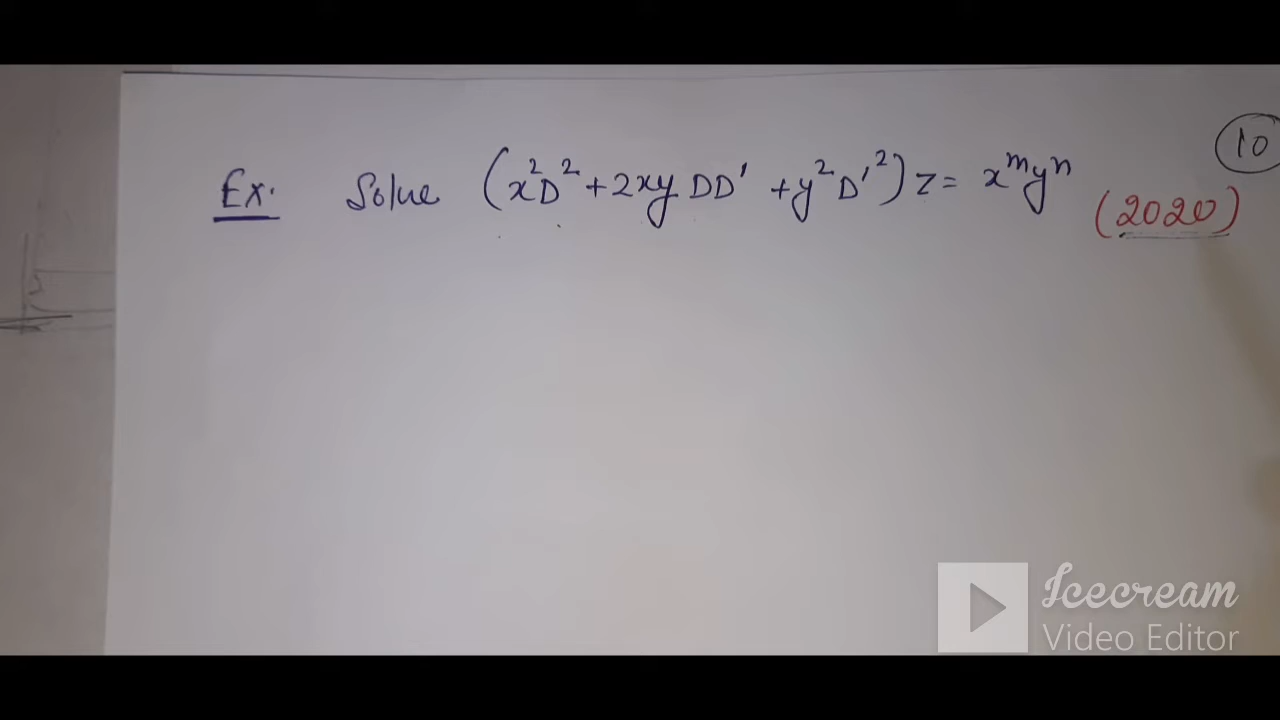 10
Ex. Solve (x²D² + 2xy DD' + y²D'²) z = x^m y^n
(2020)
Icecream
Video Editor